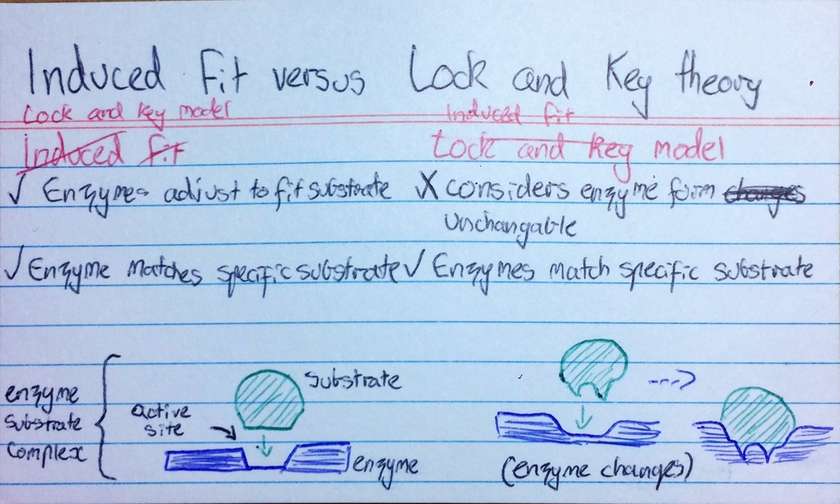 Induced Fit versus Lock and Key theory
Lock and Key model
Induced fit
Induced fit
Lock and Key model
✓ Enzymes adjust to fit substrate
X considers enzyme form changes
unchangable
✓ Enzyme matches specific substrate
✓ Enzymes match specific substrate
enzyme
substrate
complex
active
site
substrate
enzyme
(enzyme changes)